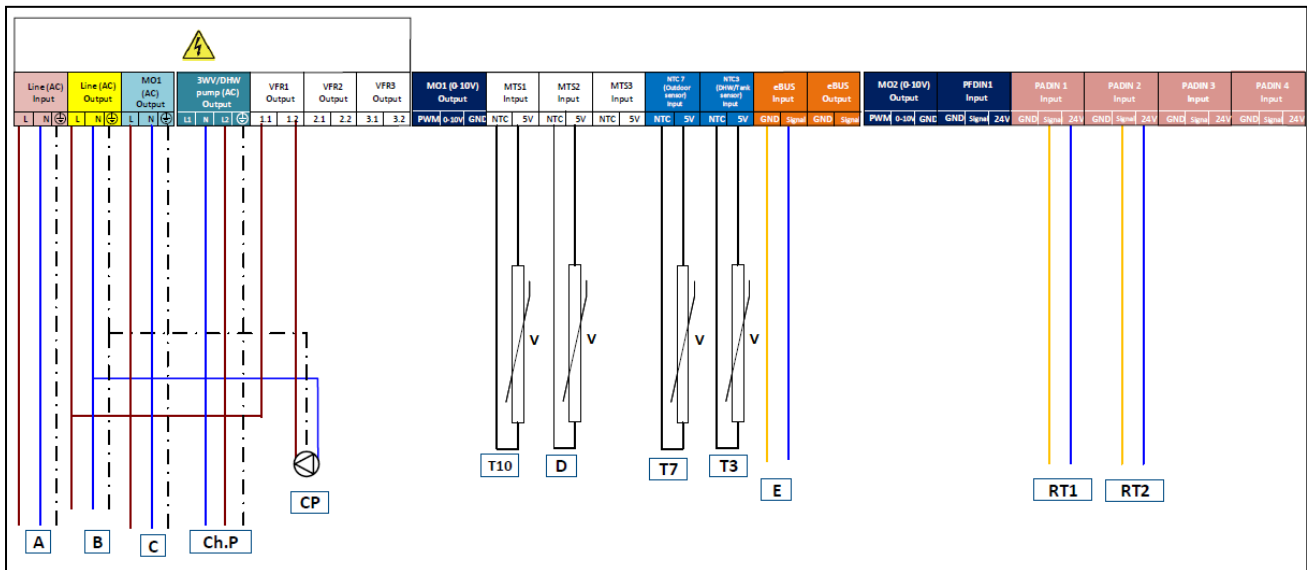 Line (AC) Input
Line (AC) Output
MO1 (AC) Output
3WV/DHW pump (AC) Output
VFR1 Output
VFR2 Output
VFR3 Output
MO1 (0-10V) Output
MTS1 Input
MTS2 Input
MTS3 Input
NTC 7 (Outdoor sensor) Input
NTC3 (DHW/Tank sensor) Input
eBUS Input
eBUS Output
MO2 (0-10V) Output
PFDIN1 Input
PADIN 1 Input
PADIN 2 Input
PADIN 3 Input
PADIN 4 Input
L N
L N
L N
L1 N L2
1.1 1.2
2.1 2.2
3.1 3.2
PWM 0-10V GND
NTC 5V
NTC 5V
NTC 5V
NTC 5V
NTC 5V
GND Signal
GND Signal
PWM 0-10V GND
GND Signal 24V
GND Signal 24V
GND Signal 24V
GND Signal 24V
GND Signal 24V
V
V
V
V
T10
D
T7
T3
E
RT1
RT2
CP
A
B
C
Ch.P